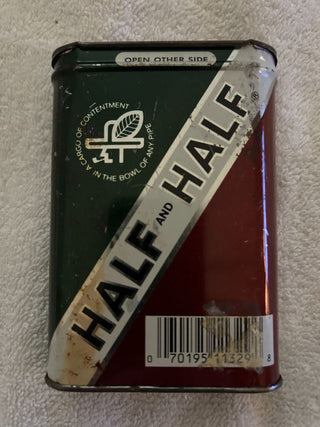 OPEN OTHER SIDE
A CARGO OF CONTENTMENT
IN THE BOWL OF ANY PIPE
HALF AND HALF®
0 70195 11329 8